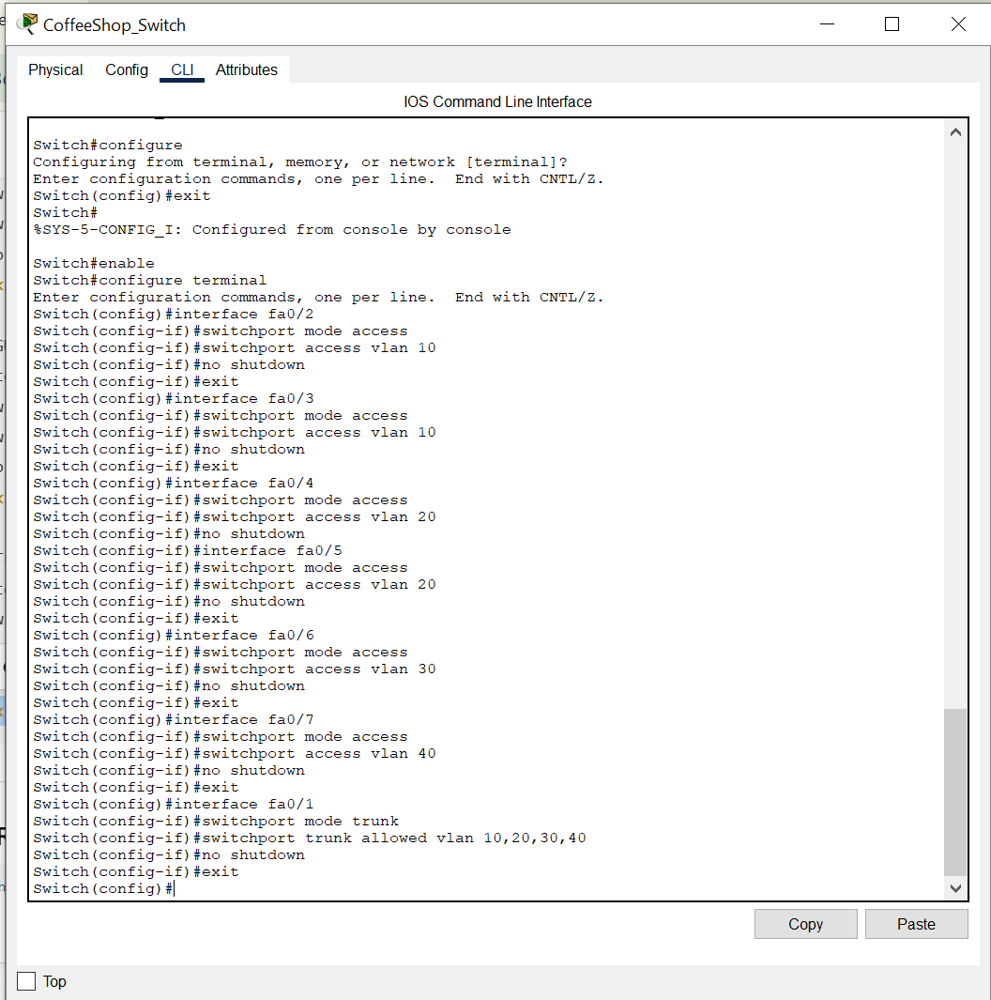 CoffeeShop_Switch
Physical Config CLI Attributes
IOS Command Line Interface
Switch#configure
Configuring from terminal, memory, or network [terminal]?
Enter configuration commands, one per line.  End with CNTL/Z.
Switch(config)#exit
Switch#
%SYS-5-CONFIG_I: Configured from console by console
Switch#enable
Switch#configure terminal
Enter configuration commands, one per line.  End with CNTL/Z.
Switch(config)#interface fa0/2
Switch(config-if)#switchport mode access
Switch(config-if)#switchport access vlan 10
Switch(config-if)#no shutdown
Switch(config-if)#exit
Switch(config)#interface fa0/3
Switch(config-if)#switchport mode access
Switch(config-if)#switchport access vlan 10
Switch(config-if)#no shutdown
Switch(config-if)#exit
Switch(config)#interface fa0/4
Switch(config-if)#switchport mode access
Switch(config-if)#switchport access vlan 20
Switch(config-if)#no shutdown
Switch(config-if)#interface fa0/5
Switch(config-if)#switchport mode access
Switch(config-if)#switchport access vlan 20
Switch(config-if)#no shutdown
Switch(config-if)#exit
Switch(config)#interface fa0/6
Switch(config-if)#switchport mode access
Switch(config-if)#switchport access vlan 30
Switch(config-if)#no shutdown
Switch(config-if)#exit
Switch(config)#interface fa0/7
Switch(config-if)#switchport mode access
Switch(config-if)#switchport access vlan 40
Switch(config-if)#no shutdown
Switch(config-if)#exit
Switch(config)#interface fa0/1
Switch(config-if)#switchport mode trunk
Switch(config-if)#switchport trunk allowed vlan 10,20,30,40
Switch(config-if)#no shutdown
Switch(config-if)#exit
Switch(config)#
Copy Paste
Top